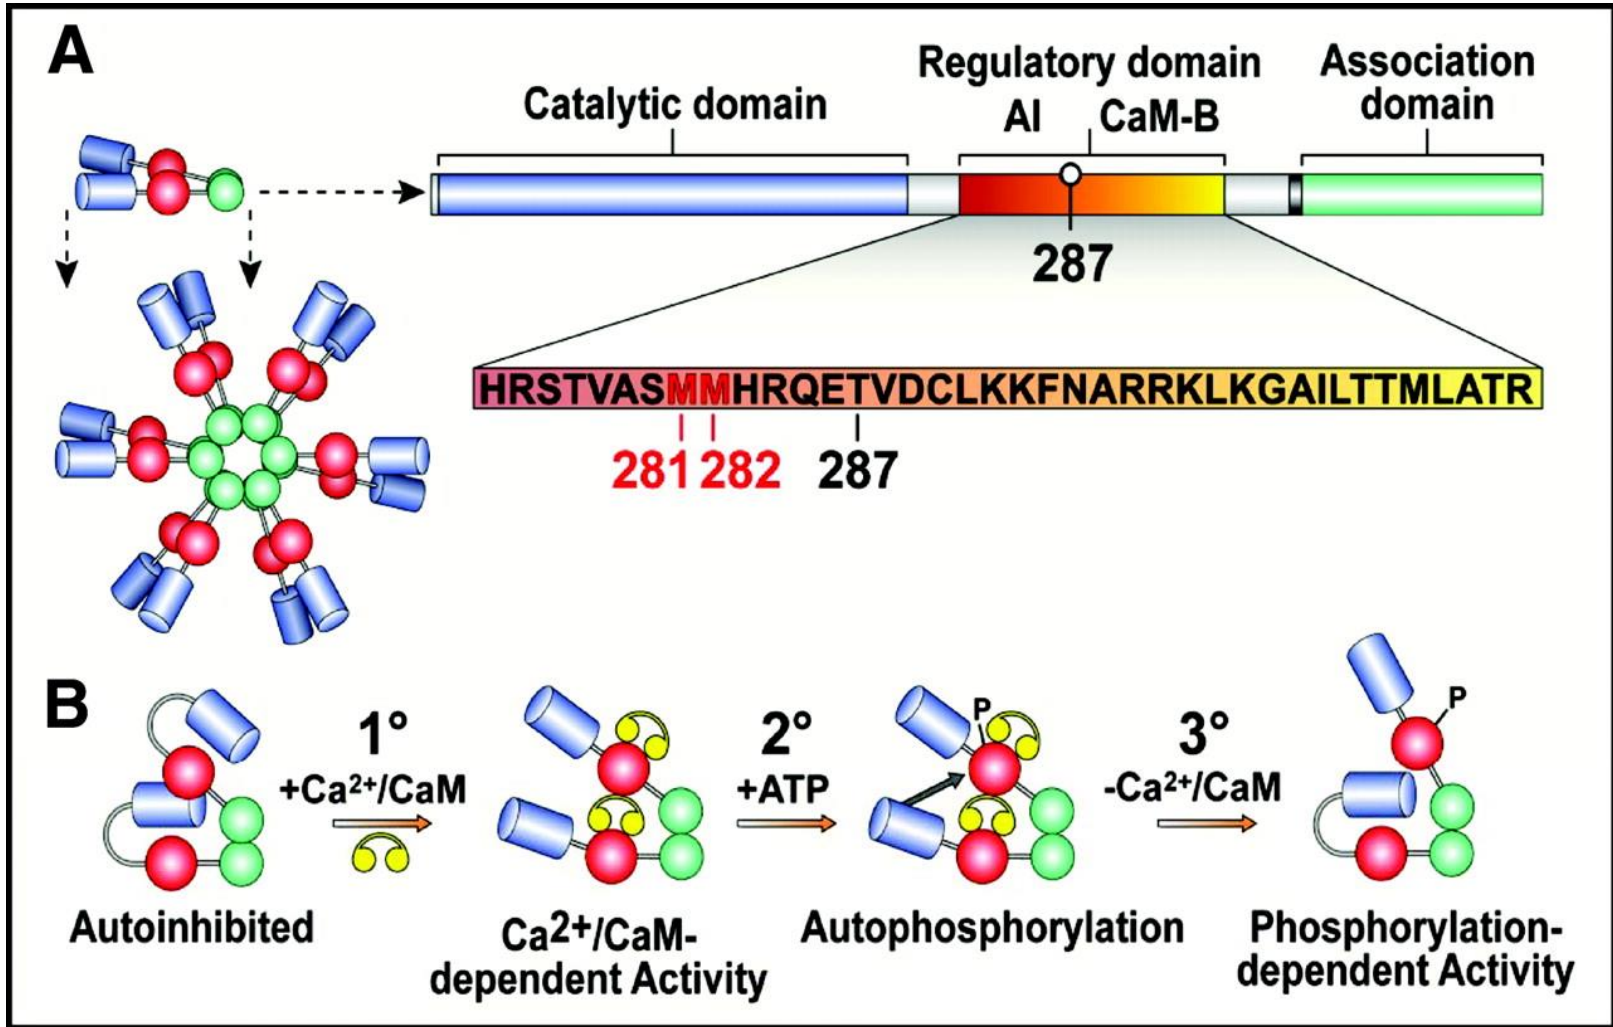 A
Catalytic domain
Regulatory domain
AI CaM-B
Association
domain
287
HRSTVASMMHRQETVDCLKKFNARRKLKGAILTTMLATR
281 282 287
B
1°
+Ca2+/CaM
2°
+ATP
P
3°
-Ca2+/CaM
P
Autoinhibited
Ca2+/CaM-
dependent Activity
Autophosphorylation
Phosphorylation-
dependent Activity